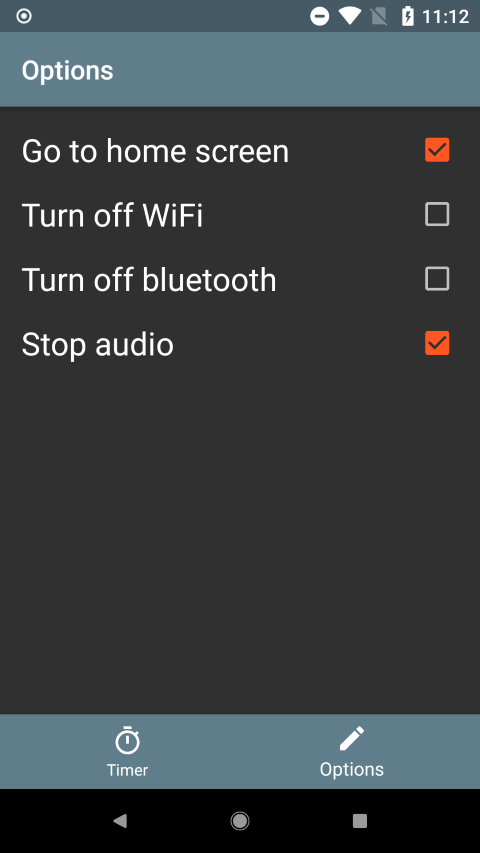 11:12
Options
Go to home screen
Turn off WiFi
Turn off bluetooth
Stop audio
Timer
Options